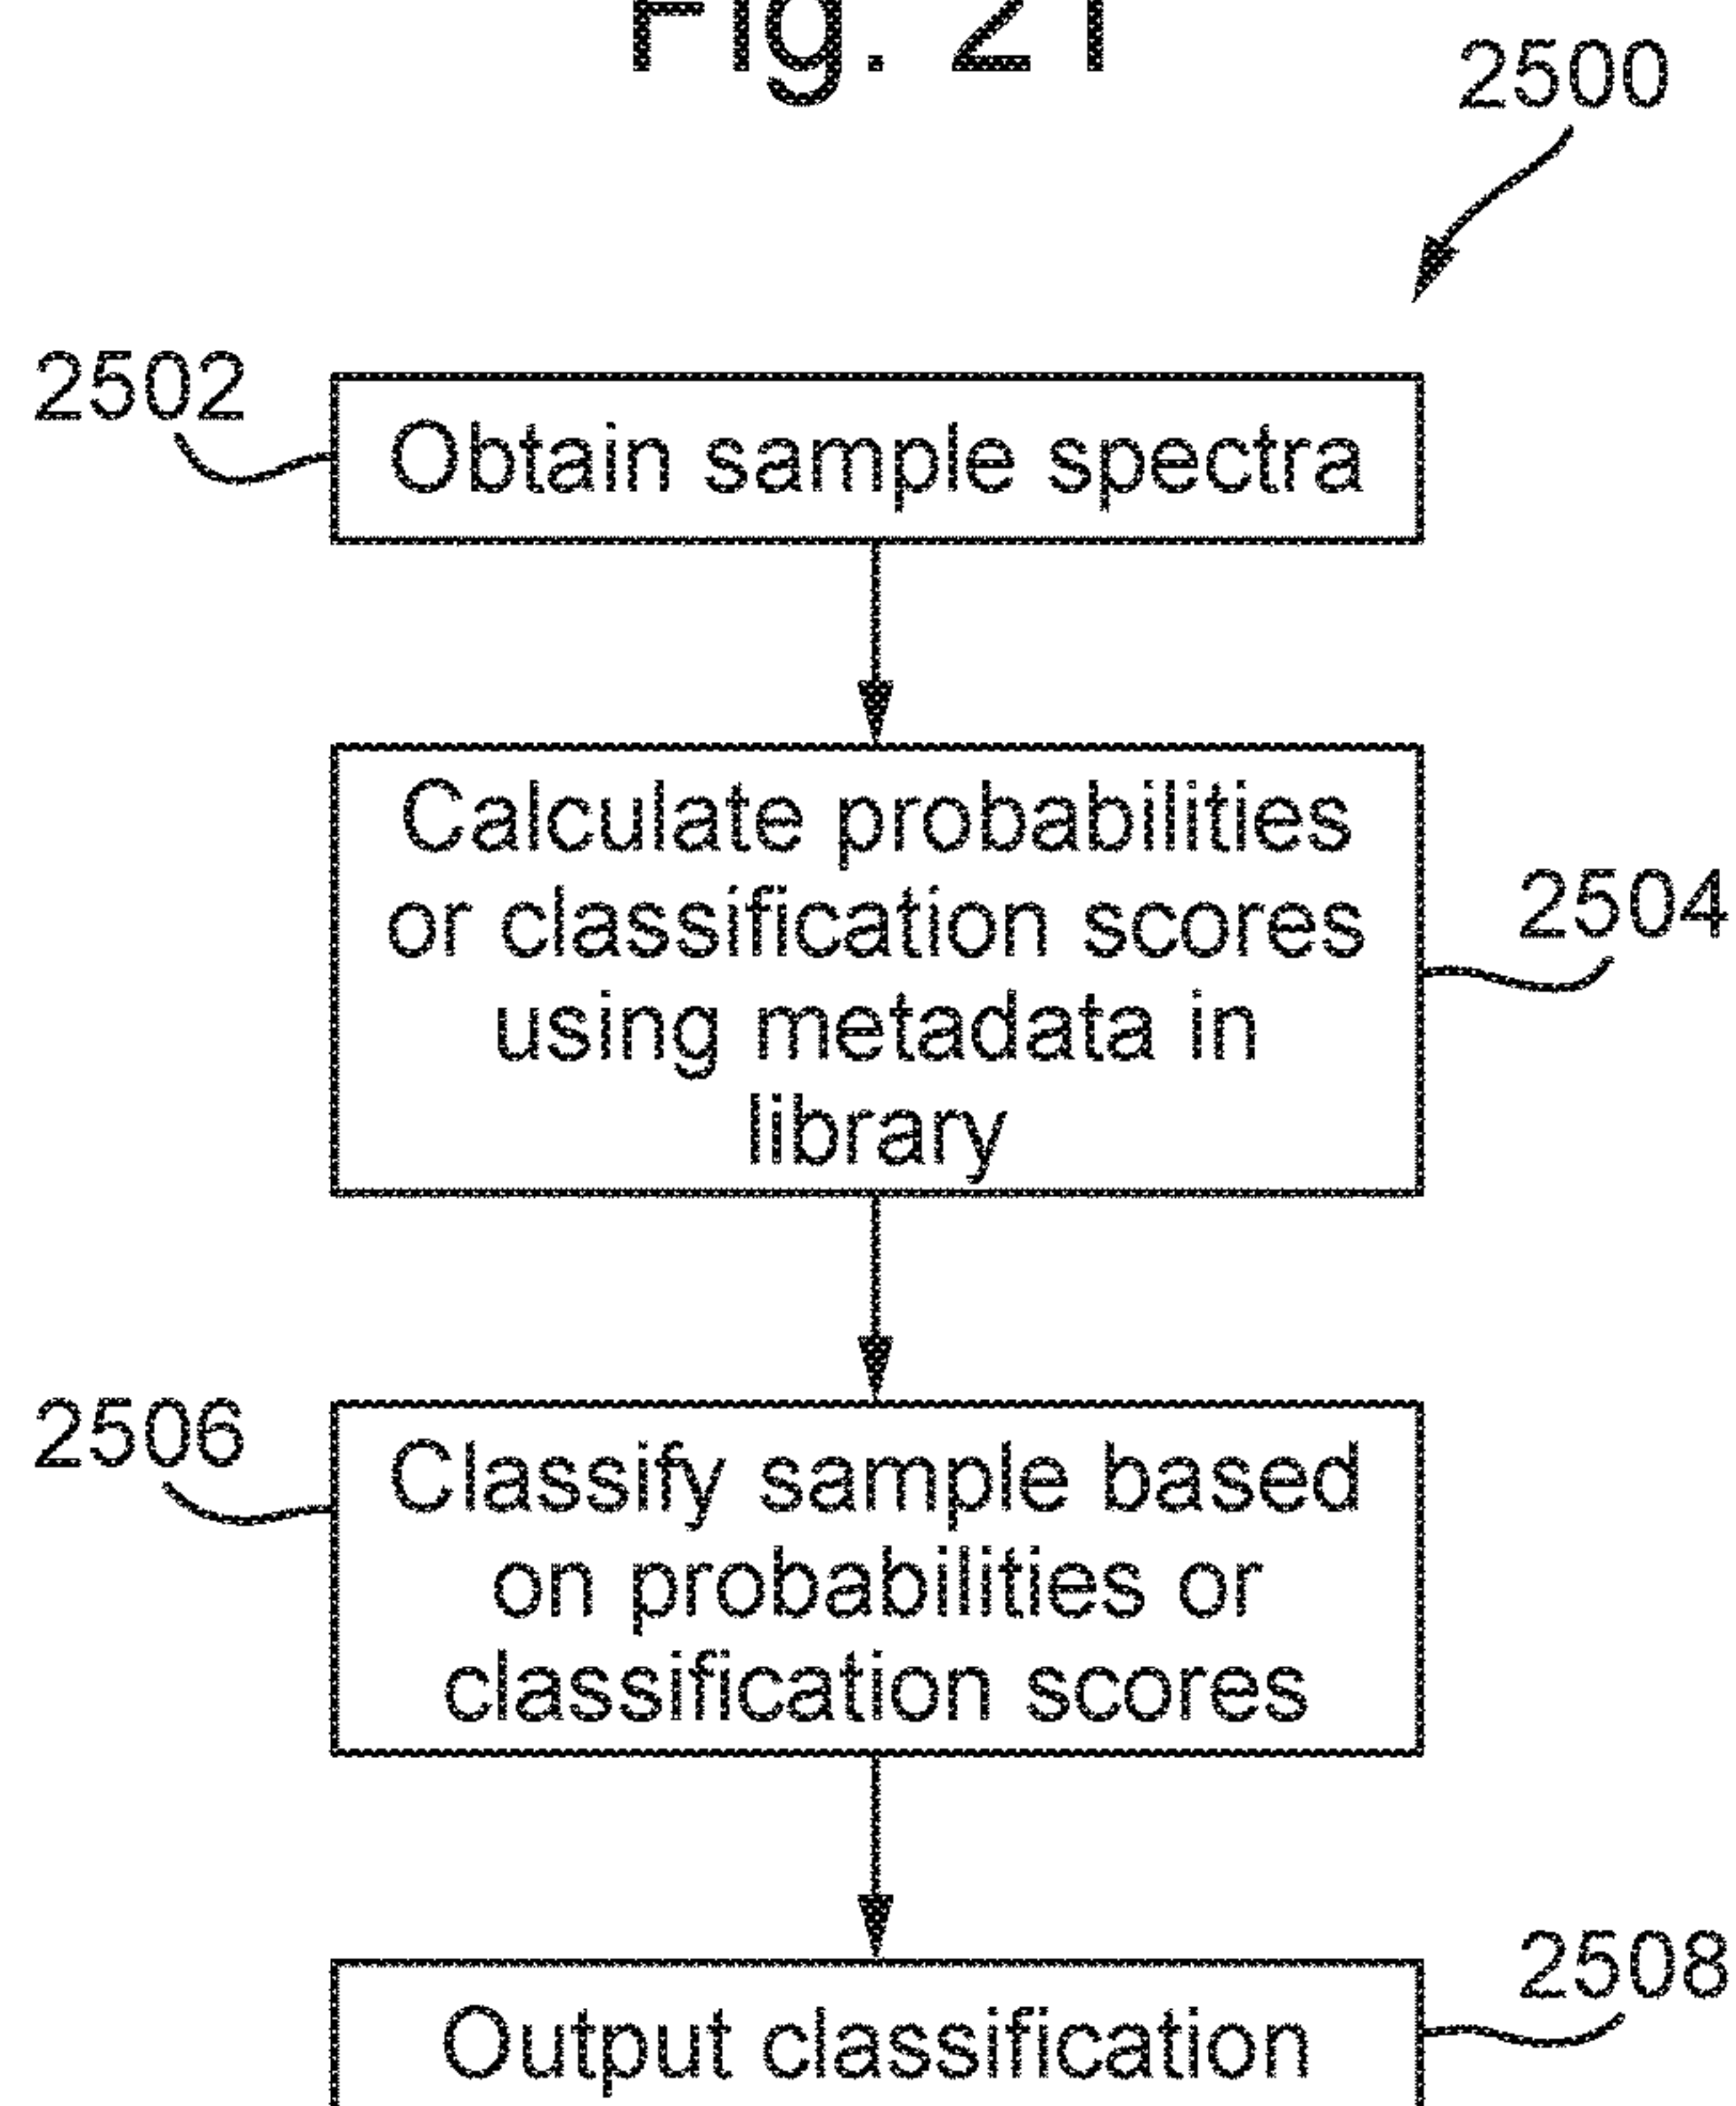 Fig. 21
2500
2502
Obtain sample spectra
Calculate probabilities
or classification scores
using metadata in
library
2504
2506
Classify sample based
on probabilities or
classification scores
2508
Output classification